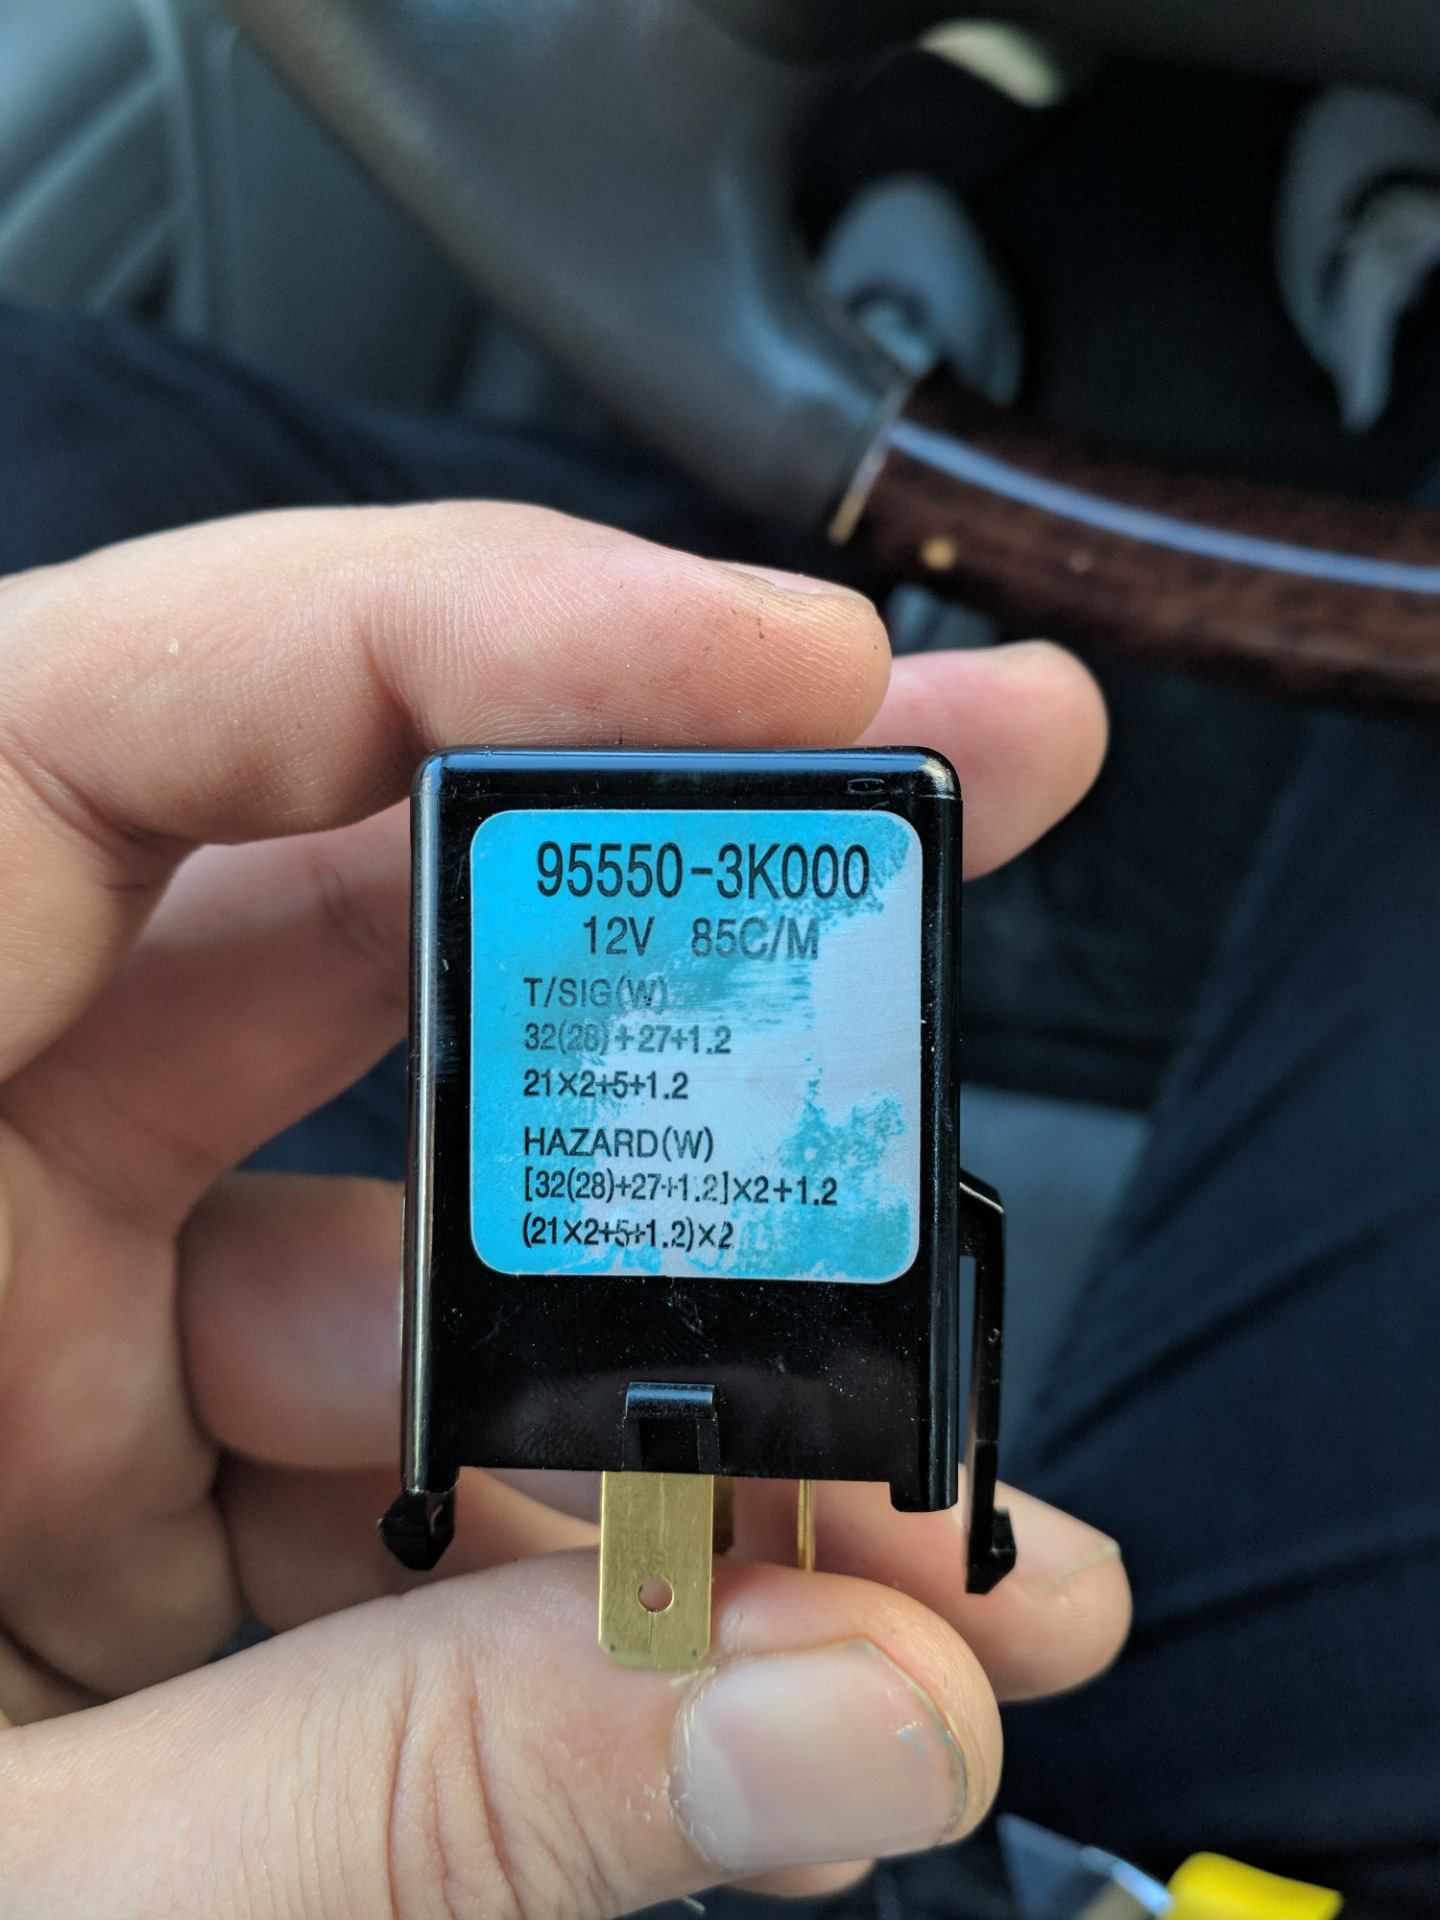 95550-3K000
12V 85C/M
T/SIG(W)
32(28)+27+1.2
21X2+5+1.2
HAZARD(W)
[32(28)+27+1.2]X2+1.2
(21X2+5+1.2)X2